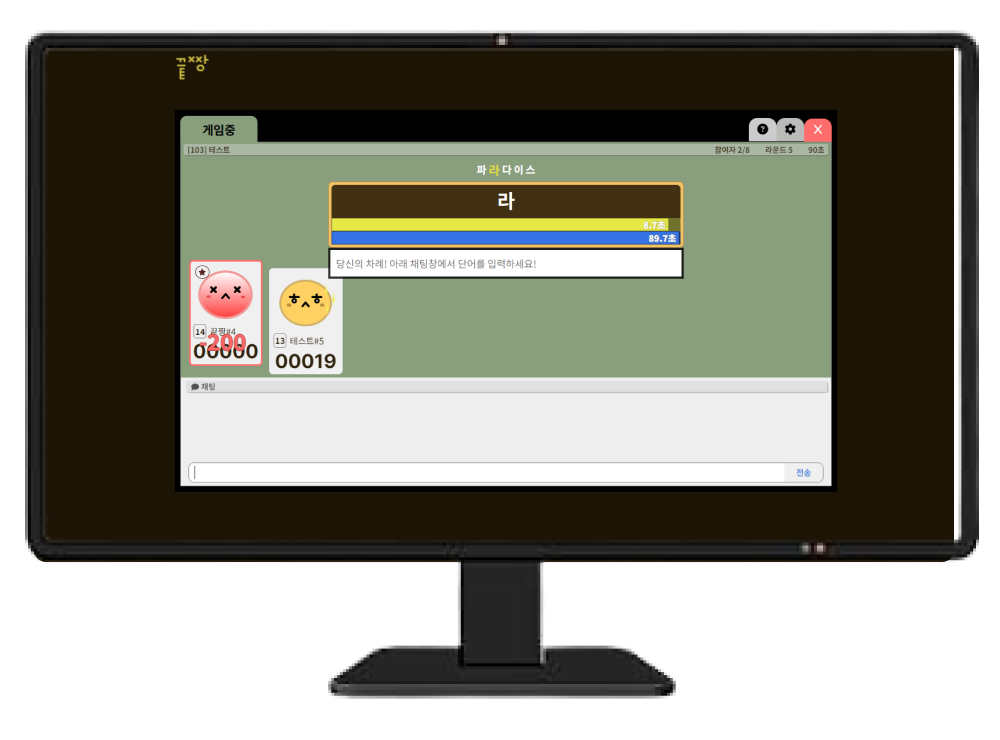 끝짱
게임중
? X
[103] 테스트 참여자 2/8 라운드 5 90초
파라다이스
라
8.7초
89.7초
당신의 차례! 아래 채팅창에서 단어를 입력하세요!
14 끝짱#4
-200
00000
13 테스트#5
00019
채팅
전송